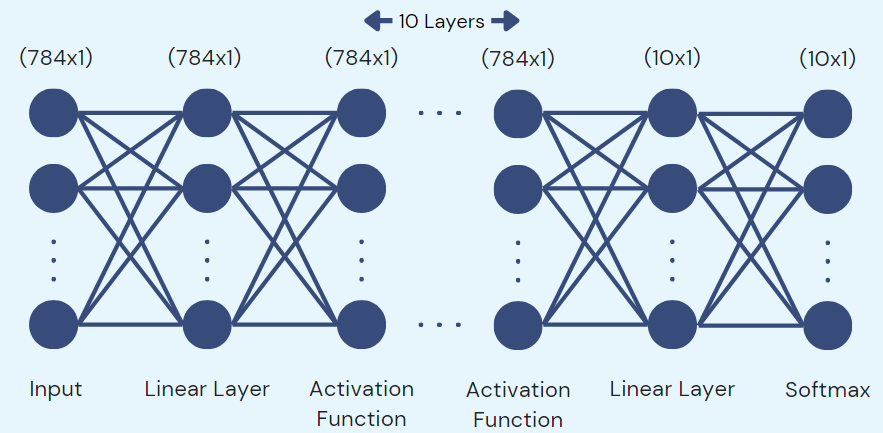 10 Layers
(784x1) (784x1) (784x1) (784x1) (10x1) (10x1)
Input Linear Layer Activation Activation Linear Layer Softmax
Function Function